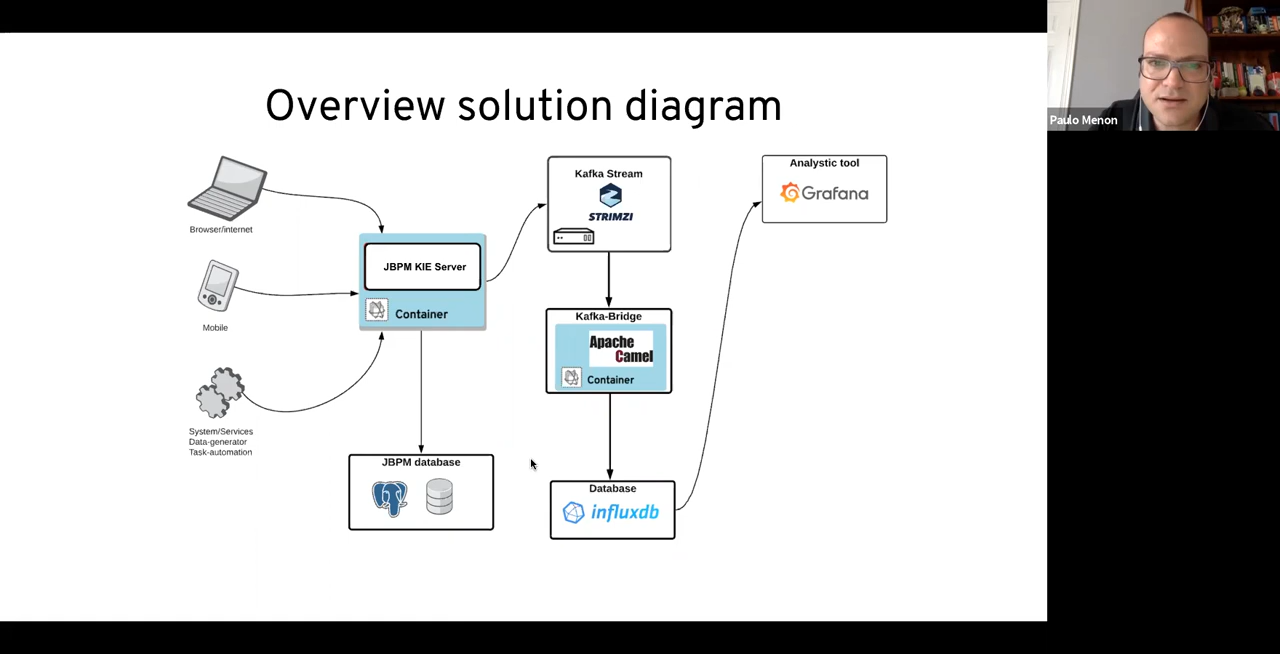 Overview solution diagram
Paulo Menon
Browser/internet
Mobile
System/Services
Data-generator
Task-automation
JBPM KIE Server
Container
JBPM database
Kafka Stream
STRIMZI
Kafka-Bridge
Apache
Camel
Container
Database
influxdb
Analystic tool
Grafana